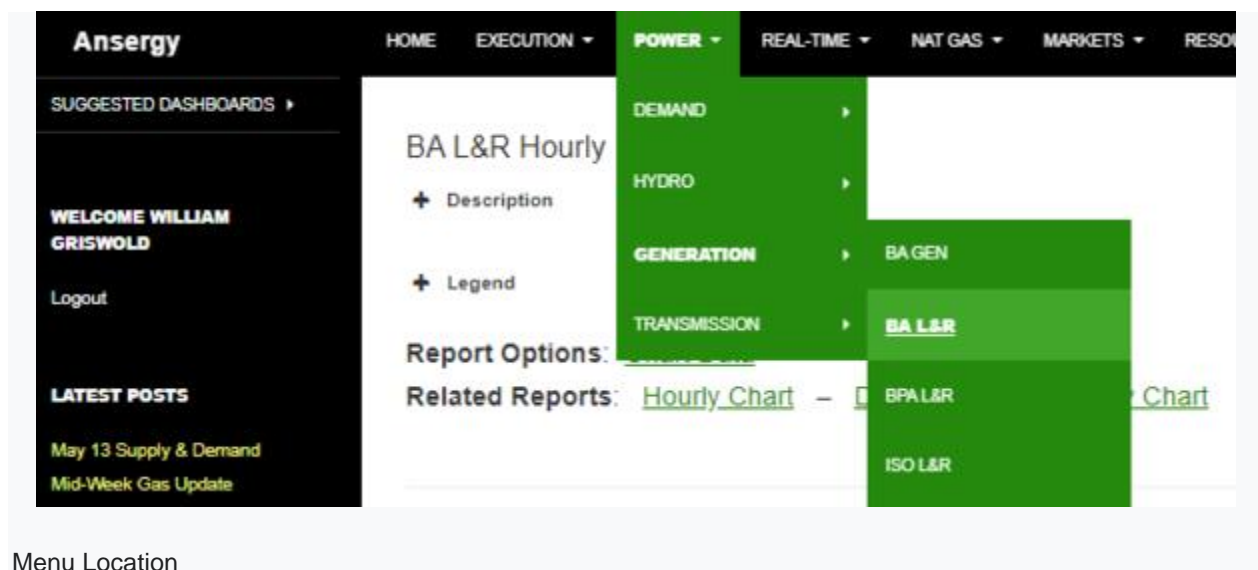 Ansergy
HOME EXECUTION POWER REAL-TIME NAT GAS MARKETS
SUGGESTED DASHBOARDS
WELCOME WILLIAM
GRISWOLD
Logout
LATEST POSTS
May 13 Supply & Demand
Mid-Week Gas Update
BA L&R Hourly
+ Description
+ Legend
Report Options:
Related Reports: Hourly Chart – Chart
DEMAND
HYDRO
GENERATION
TRANSMISSION
BA GEN
BA L&R
BPA L&R
ISO L&R
Menu Location